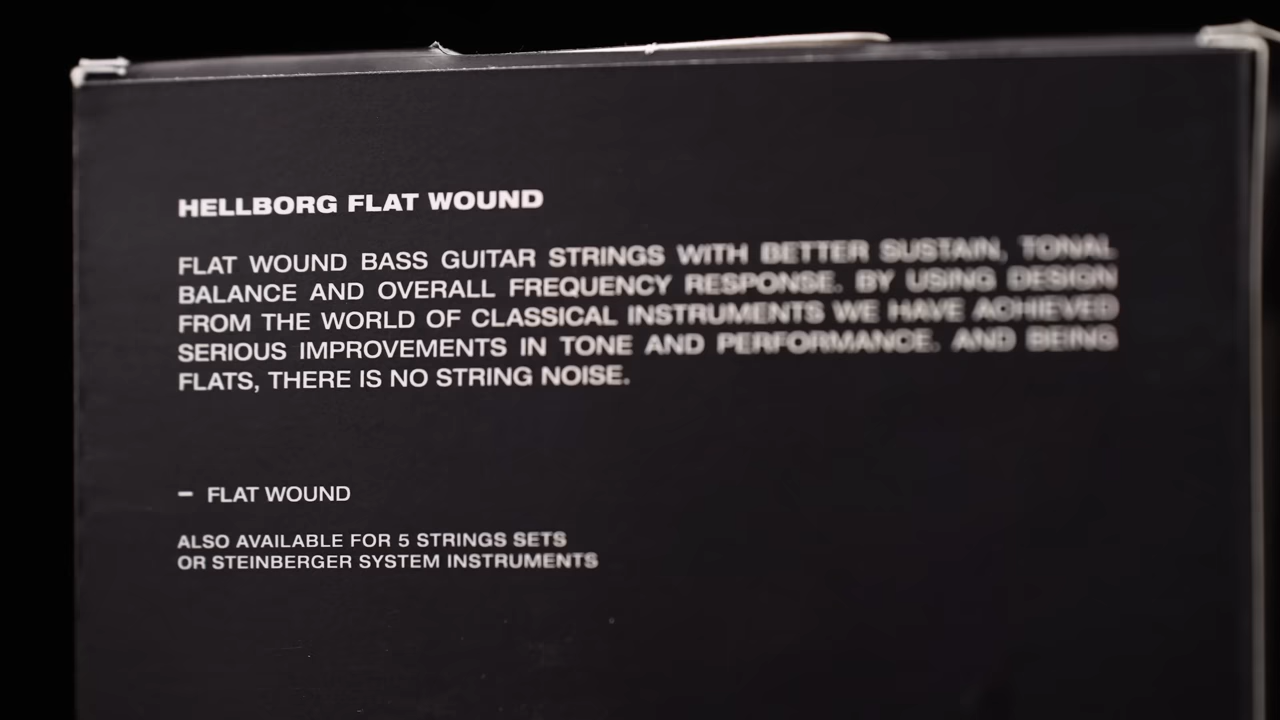 HELLBORG FLAT WOUND
FLAT WOUND BASS GUITAR STRINGS WITH BETTER SUSTAIN, TONAL
BALANCE AND OVERALL FREQUENCY RESPONSE. BY USING DESIGN
FROM THE WORLD OF CLASSICAL INSTRUMENTS WE HAVE ACHIEVED
SERIOUS IMPROVEMENTS IN TONE AND PERFORMANCE. AND BEING
FLATS, THERE IS NO STRING NOISE.
– FLAT WOUND
ALSO AVAILABLE FOR 5 STRINGS SETS
OR STEINBERGER SYSTEM INSTRUMENTS